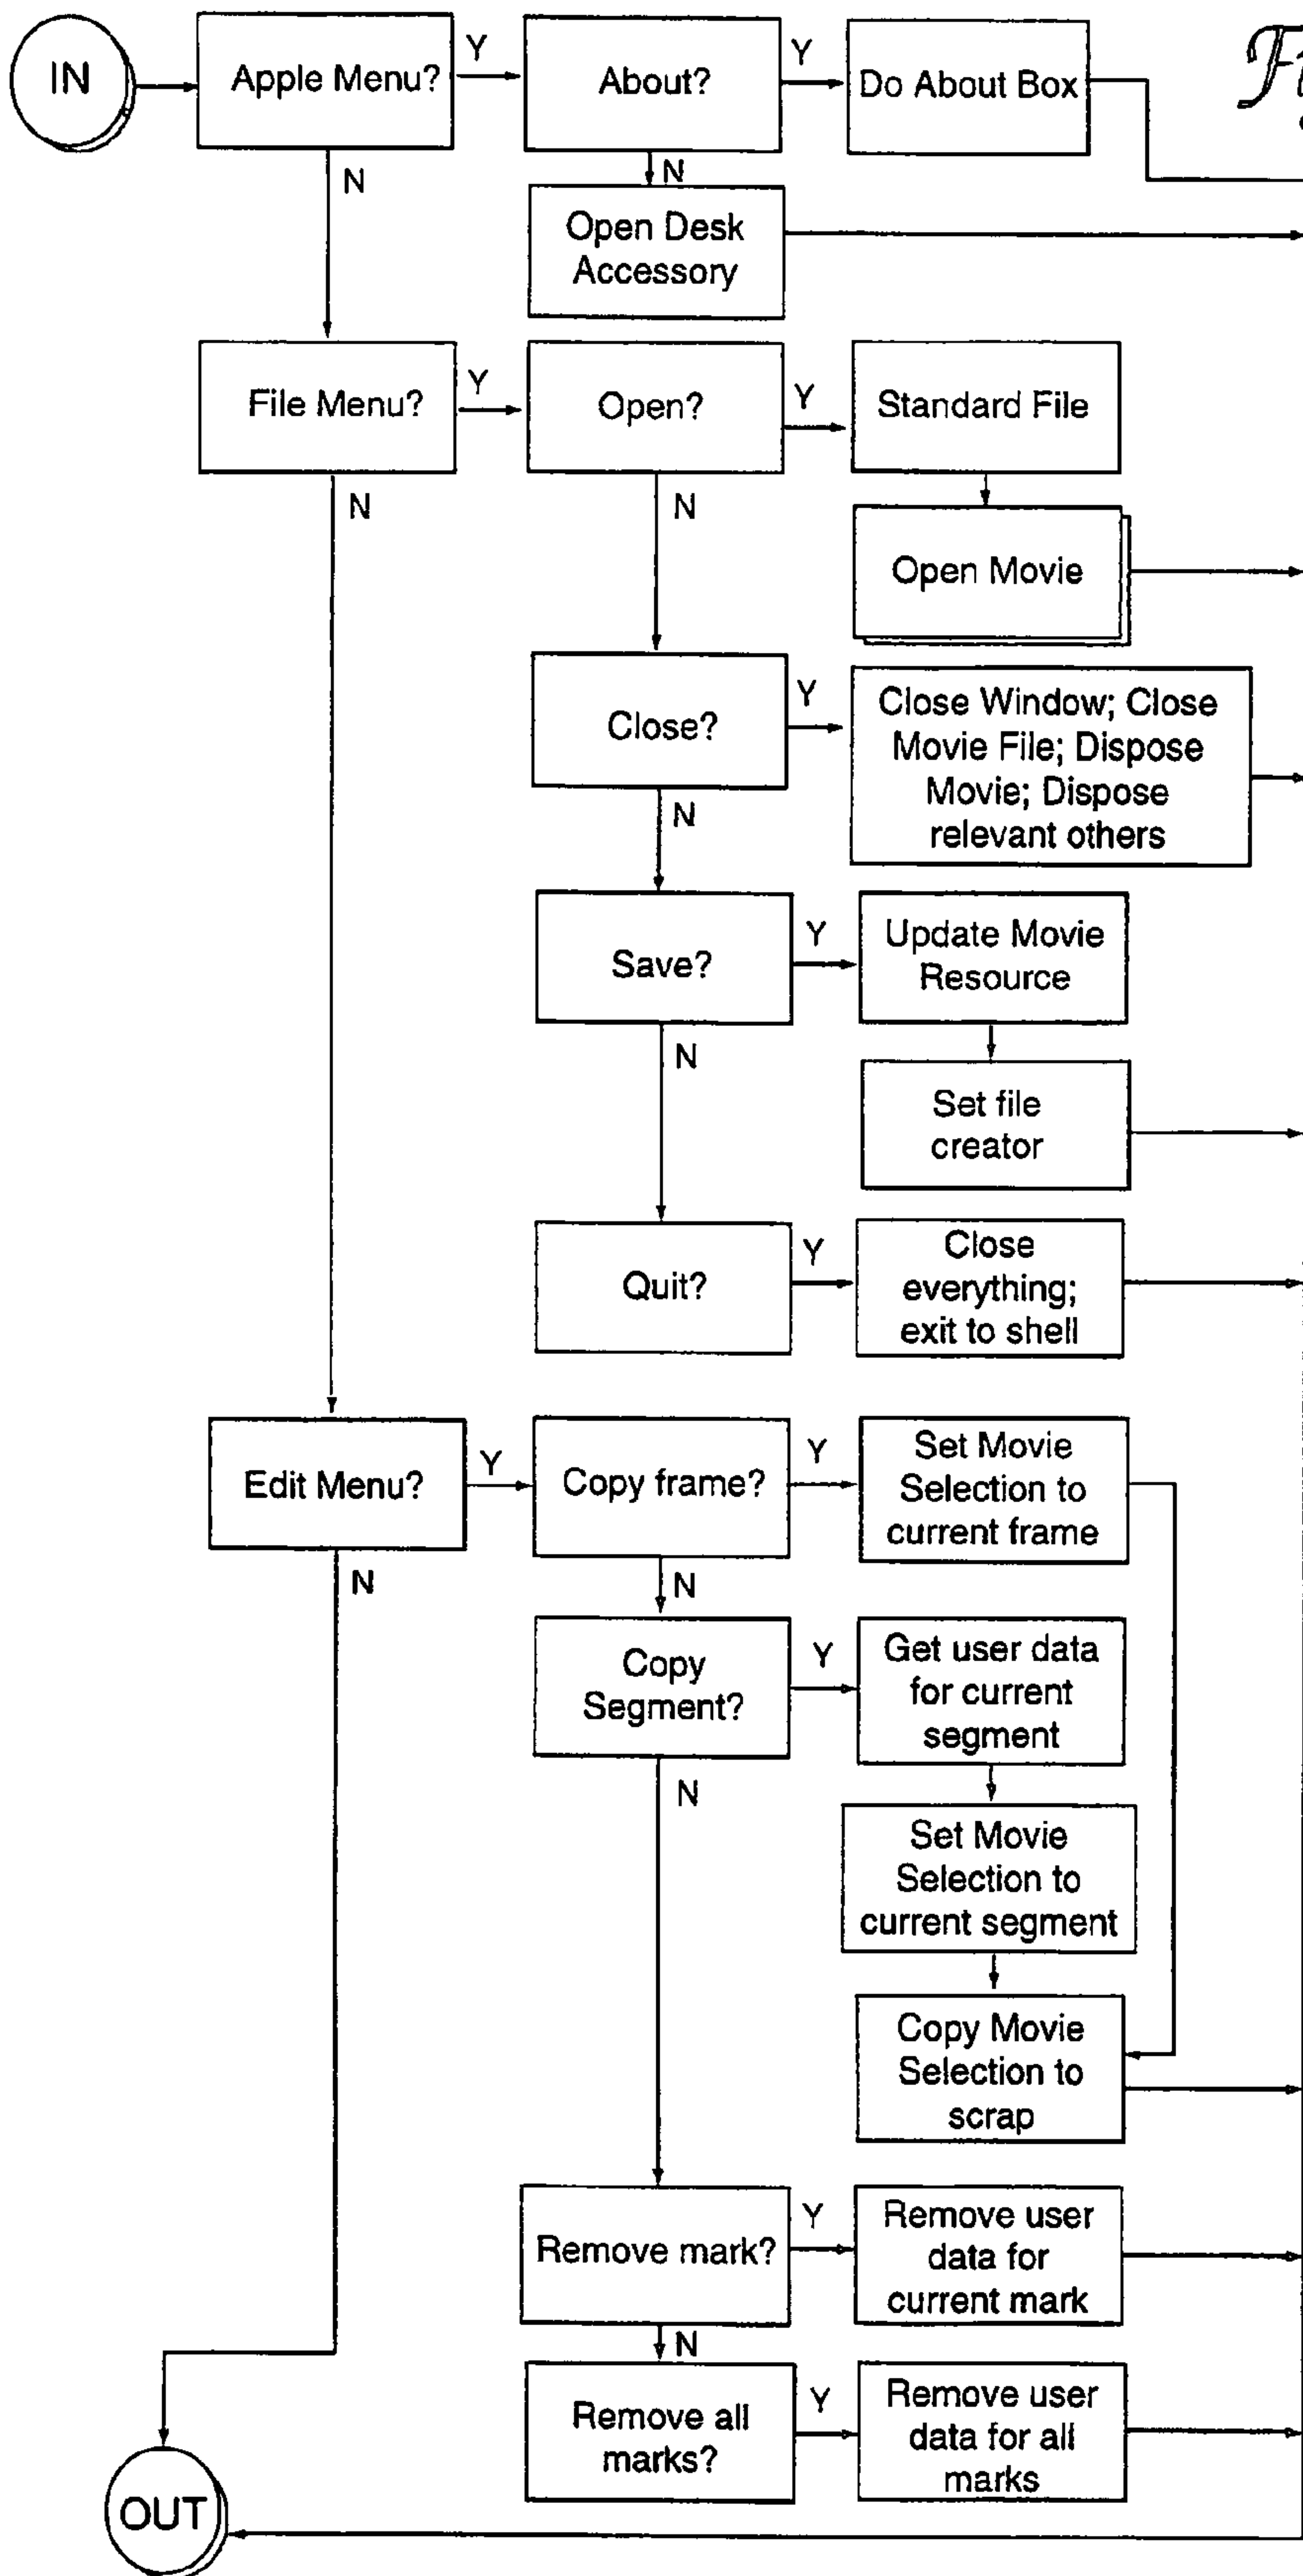 IN
Apple Menu?
Y
About?
Y
Do About Box
N
N
Open Desk
Accessory
File Menu?
Y
Open?
Y
Standard File
N
N
Open Movie
Close?
Y
Close Window; Close
Movie File; Dispose
Movie; Dispose
relevant others
N
Save?
Y
Update Movie
Resource
N
Set file
creator
Quit?
Y
Close
everything;
exit to shell
Edit Menu?
Y
Copy frame?
Y
Set Movie
Selection to
current frame
N
N
Copy
Segment?
Y
Get user data
for current
segment
N
Set Movie
Selection to
current segment
Copy Movie
Selection to
scrap
Remove mark?
Y
Remove user
data for
current mark
N
Remove all
marks?
Y
Remove user
data for all
marks
OUT